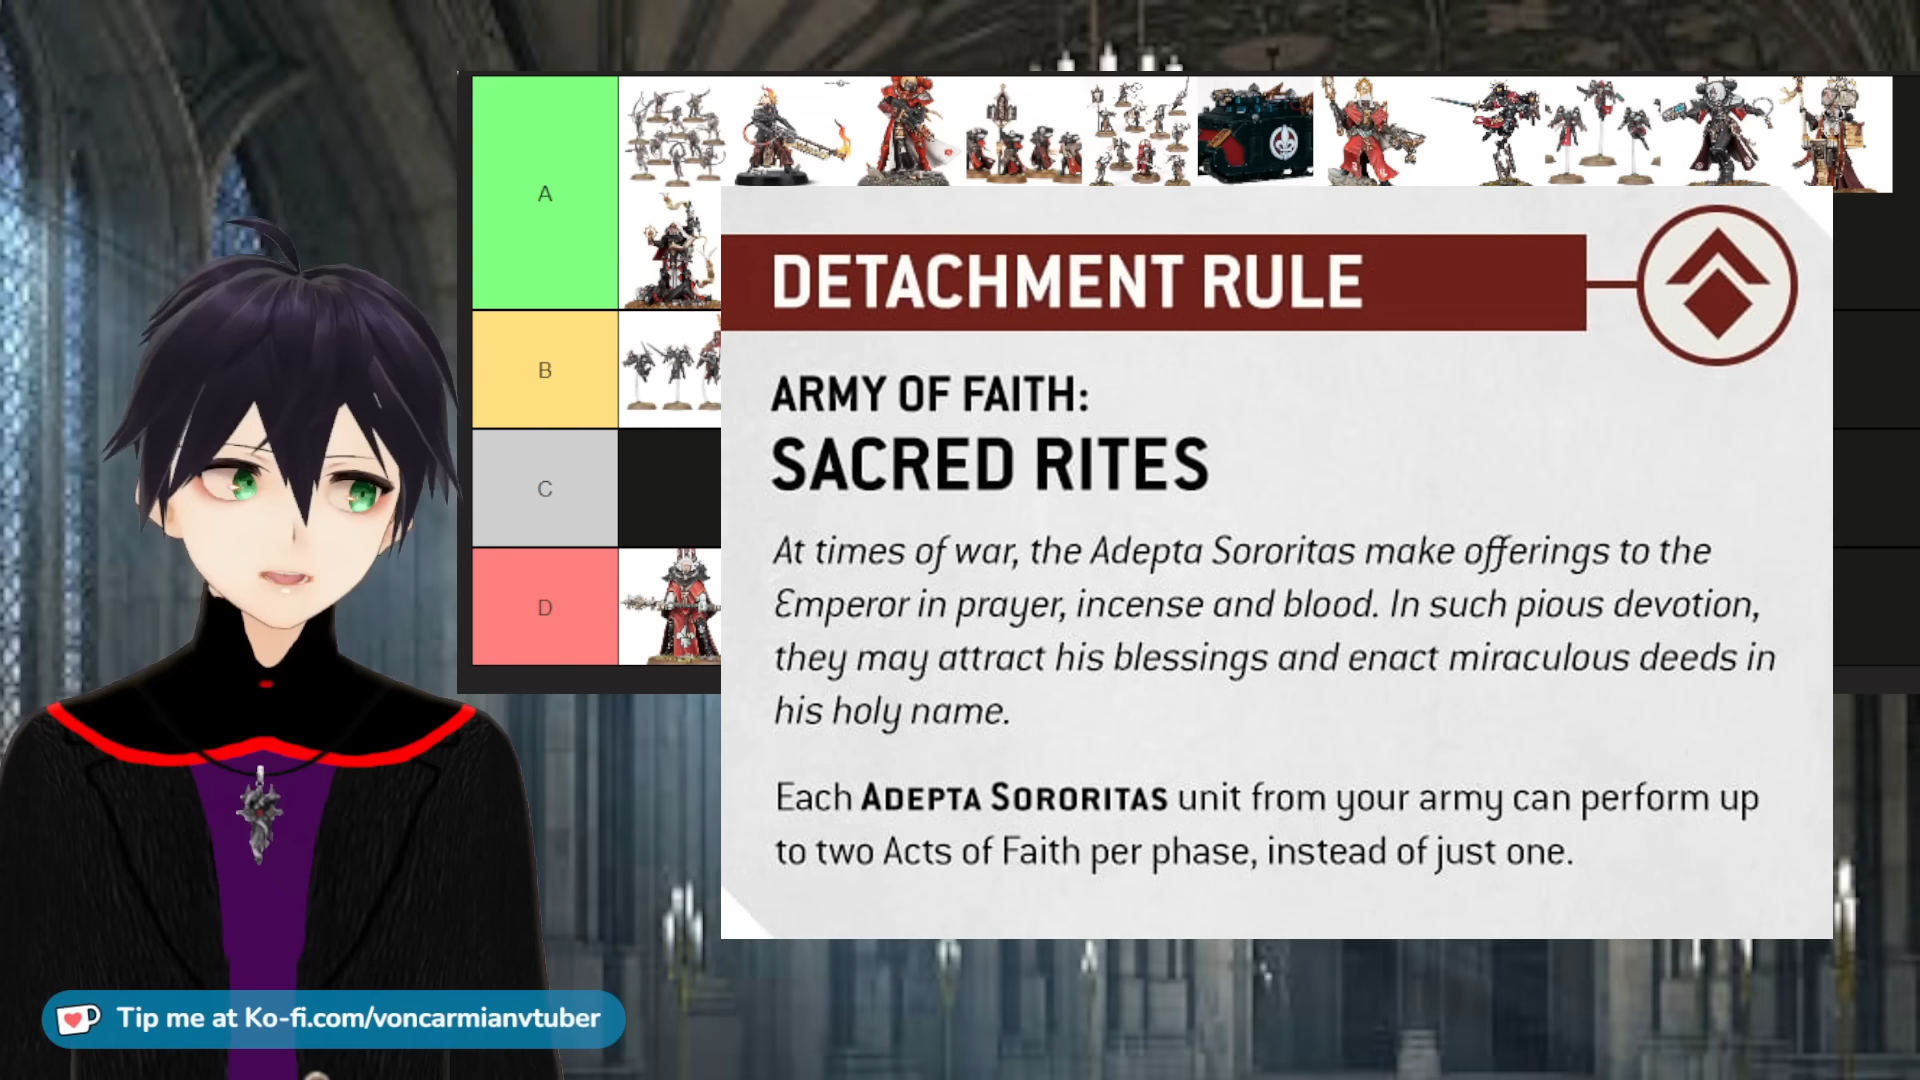 A
B
C
D
DETACHMENT RULE
ARMY OF FAITH:
SACRED RITES
At times of war, the Adepta Sororitas make offerings to the
Emperor in prayer, incense and blood. In such pious devotion,
they may attract his blessings and enact miraculous deeds in
his holy name.
Each ADEPTA SORORITAS unit from your army can perform up
to two Acts of Faith per phase, instead of just one.
Tip me at Ko-fi.com/voncarmianvtuber